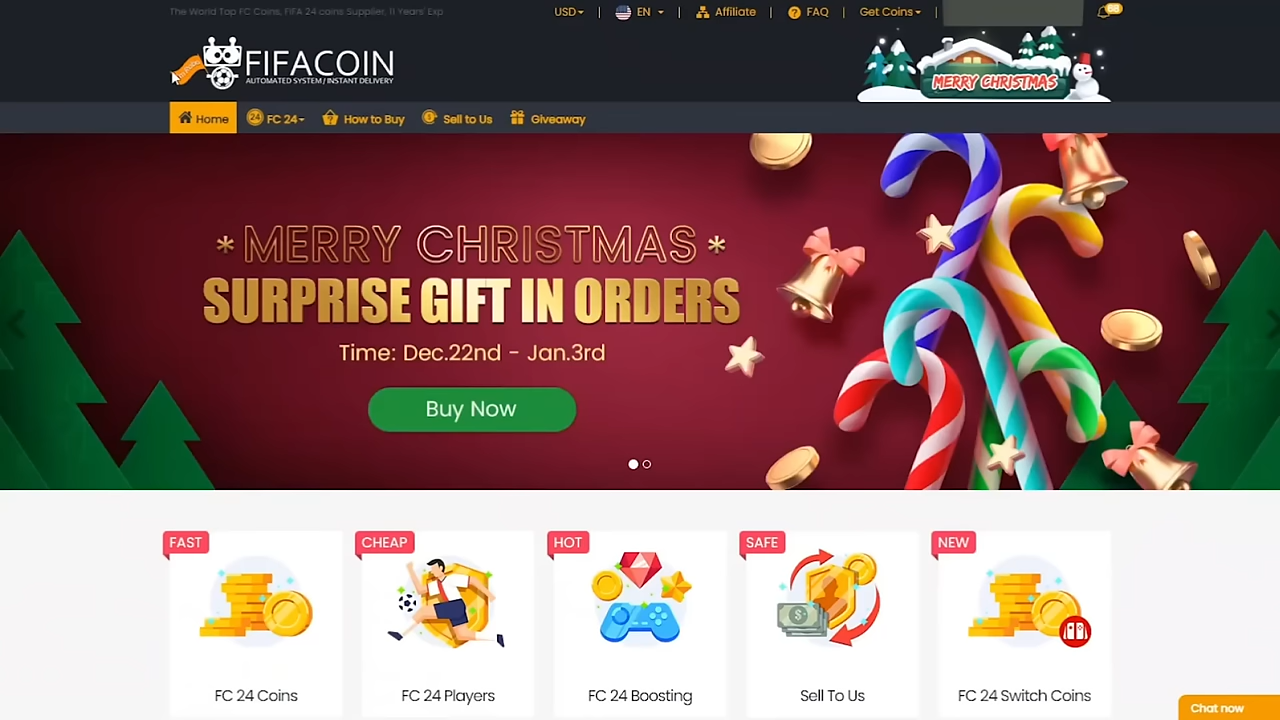 The World Top FC Coins, FIFA 24 coins Supplier, 11 Years' Exp
USD
EN
Affiliate
FAQ
Get Coins
68
FIFACOIN
AUTOMATED SYSTEM / INSTANT DELIVERY
MERRY CHRISTMAS
Home
24 FC 24
How to Buy
Sell to Us
Giveaway
* MERRY CHRISTMAS *
SURPRISE GIFT IN ORDERS
Time: Dec.22nd - Jan.3rd
Buy Now
FAST
CHEAP
HOT
SAFE
NEW
FC 24 Coins
FC 24 Players
FC 24 Boosting
Sell To Us
FC 24 Switch Coins
Chat now